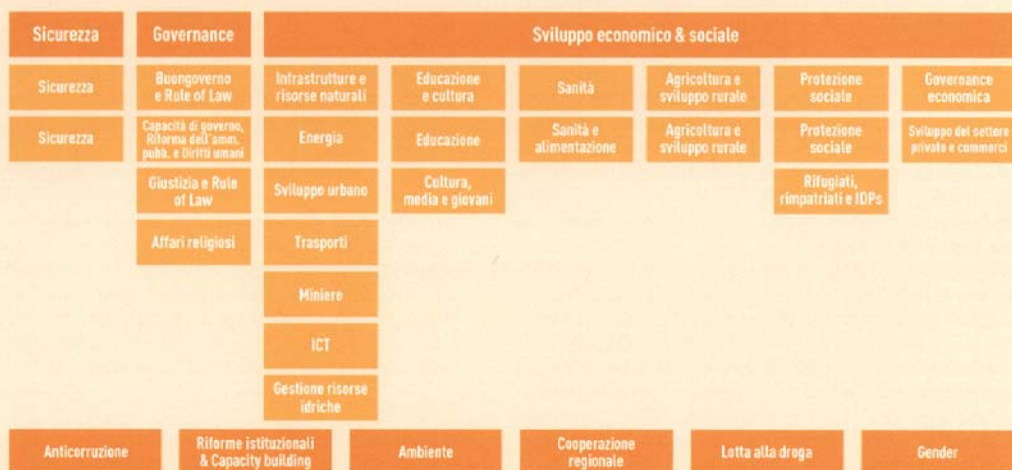 Sicurezza
Governance
Sviluppo economico & sociale
Sicurezza
Buongoverno
e Rule of Law
Infrastrutture e
risorse naturali
Educazione
e cultura
Sanità
Agricoltura e
sviluppo rurale
Protezione
sociale
Governance
economica
Sicurezza
Capacità di governo,
Riforma dell'amm.
pubb. e Diritti umani
Energia
Educazione
Sanità e
alimentazione
Agricoltura e
sviluppo rurale
Protezione
sociale
Sviluppo del settore
privato e commerci
Giustizia e Rule
of Law
Sviluppo urbano
Cultura,
media e giovani
Rifugiati,
rimpatriati e IDPs
Affari religiosi
Trasporti
Miniere
ICT
Gestione risorse
idriche
Anticorruzione
Riforme istituzionali
& Capacity building
Ambiente
Cooperazione
regionale
Lotta alla droga
Gender